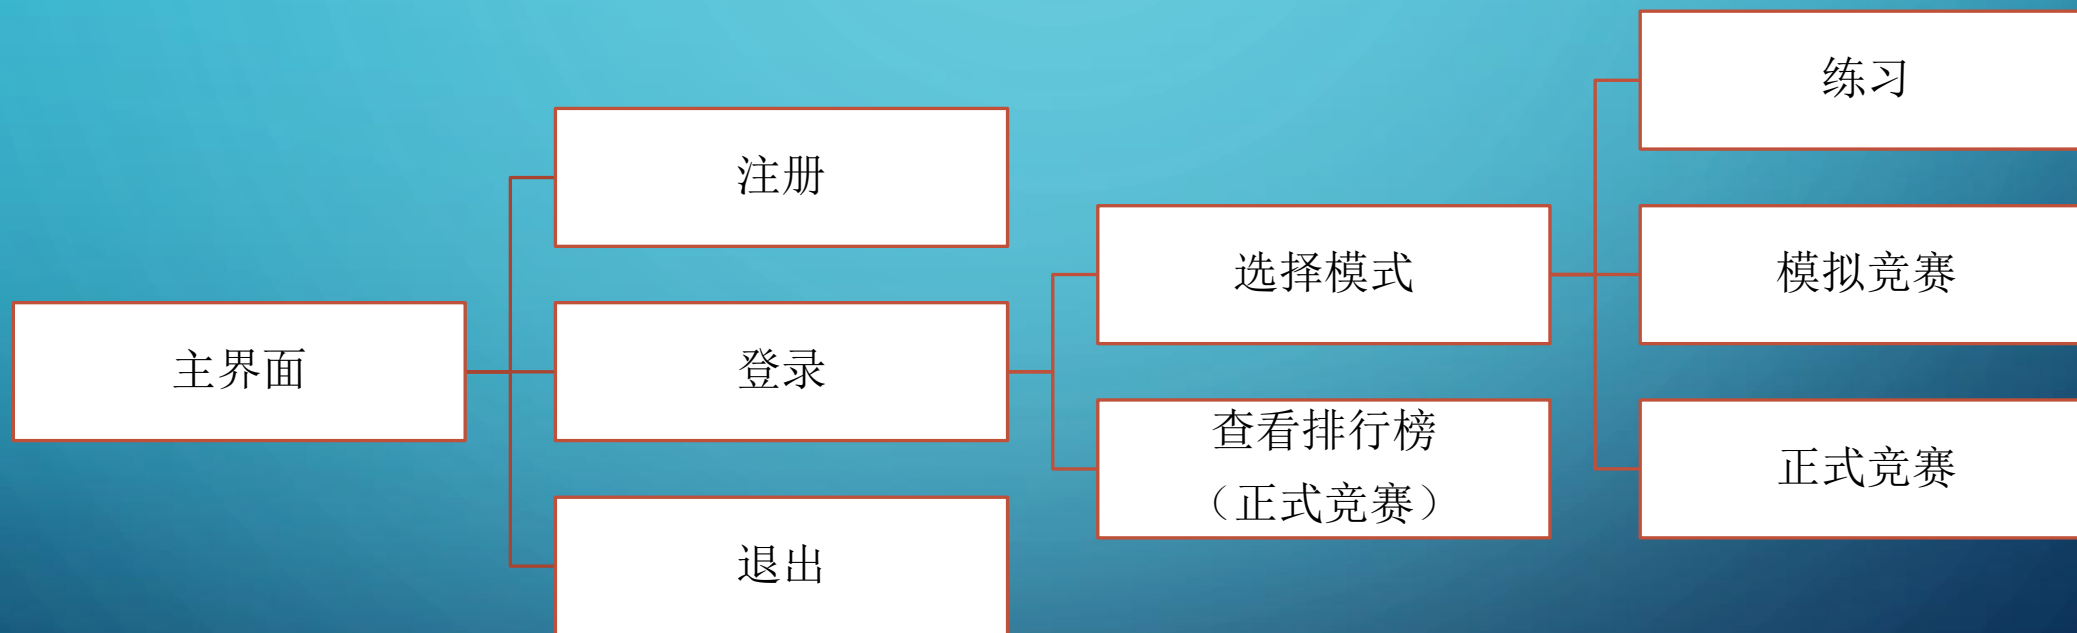 主界面
注册
登录
退出
选择模式
查看排行榜
（正式竞赛）
练习
模拟竞赛
正式竞赛